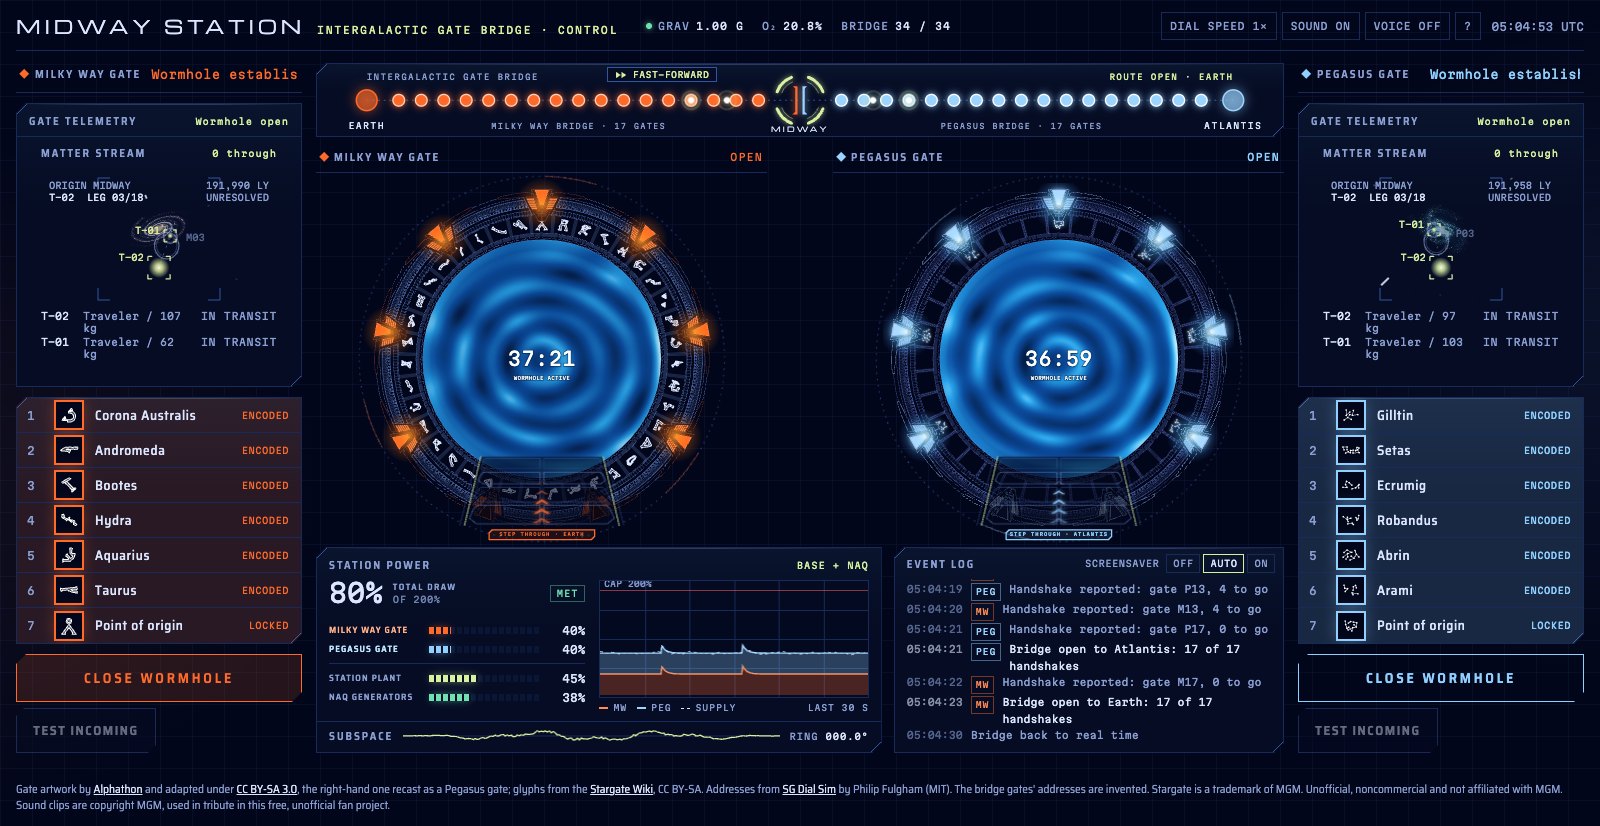 MIDWAY STATION INTERGALACTIC GATE BRIDGE · CONTROL
GRAV 1.00 G O₂ 20.8% BRIDGE 34 / 34
DIAL SPEED 1× SOUND ON VOICE OFF ? 05:04:53 UTC
MILKY WAY GATE Wormhole establis
GATE TELEMETRY Wormhole open
MATTER STREAM 0 through
ORIGIN MIDWAY 191,990 LY
T-02 LEG 03/18 UNRESOLVED
T-01 M03
T-02
T-02 Traveler / 107 kg IN TRANSIT
T-01 Traveler / 62 kg IN TRANSIT
1 Corona Australis ENCODED
2 Andromeda ENCODED
3 Bootes ENCODED
4 Hydra ENCODED
5 Aquarius ENCODED
6 Taurus ENCODED
7 Point of origin LOCKED
CLOSE WORMHOLE
TEST INCOMING
INTERGALACTIC GATE BRIDGE FAST-FORWARD ROUTE OPEN · EARTH
EARTH MILKY WAY BRIDGE · 17 GATES MIDWAY PEGASUS BRIDGE · 17 GATES ATLANTIS
MILKY WAY GATE OPEN
37:21
WORMHOLE ACTIVE
STEP THROUGH · EARTH
PEGASUS GATE OPEN
36:59
WORMHOLE ACTIVE
STEP THROUGH · ATLANTIS
STATION POWER BASE + NAQ
80% TOTAL DRAW
OF 200%
MET
MILKY WAY GATE 40%
PEGASUS GATE 40%
STATION PLANT 45%
NAQ GENERATORS 38%
CAP 200%
MW PEG SUPPLY LAST 30 S
SUBSPACE RING 000.0°
EVENT LOG SCREENSAVER OFF AUTO ON
05:04:19 PEG Handshake reported: gate P13, 4 to go
05:04:20 MW Handshake reported: gate M13, 4 to go
05:04:21 PEG Handshake reported: gate P17, 0 to go
05:04:21 PEG Bridge open to Atlantis: 17 of 17
handshakes
05:04:22 MW Handshake reported: gate M17, 0 to go
05:04:23 MW Bridge open to Earth: 17 of 17
handshakes
05:04:30 Bridge back to real time
PEGASUS GATE Wormhole establis
GATE TELEMETRY Wormhole open
MATTER STREAM 0 through
ORIGIN MIDWAY 191,958 LY
T-02 LEG 03/18 UNRESOLVED
T-01 P03
T-02
T-02 Traveler / 97 kg IN TRANSIT
T-01 Traveler / 103 kg IN TRANSIT
1 Gilltin ENCODED
2 Setas ENCODED
3 Ecrumig ENCODED
4 Robandus ENCODED
5 Abrin ENCODED
6 Arami ENCODED
7 Point of origin LOCKED
CLOSE WORMHOLE
TEST INCOMING
Gate artwork by Alphathon and adapted under CC BY-SA 3.0, the right-hand one recast as a Pegasus gate; glyphs from the Stargate Wiki, CC BY-SA. Addresses from SG Dial Sim by Philip Fulgham (MIT). The bridge gates' addresses are invented. Stargate is a trademark of MGM. Unofficial, noncommercial and not affiliated with MGM.
Sound clips are copyright MGM, used in tribute in this free, unofficial fan project.